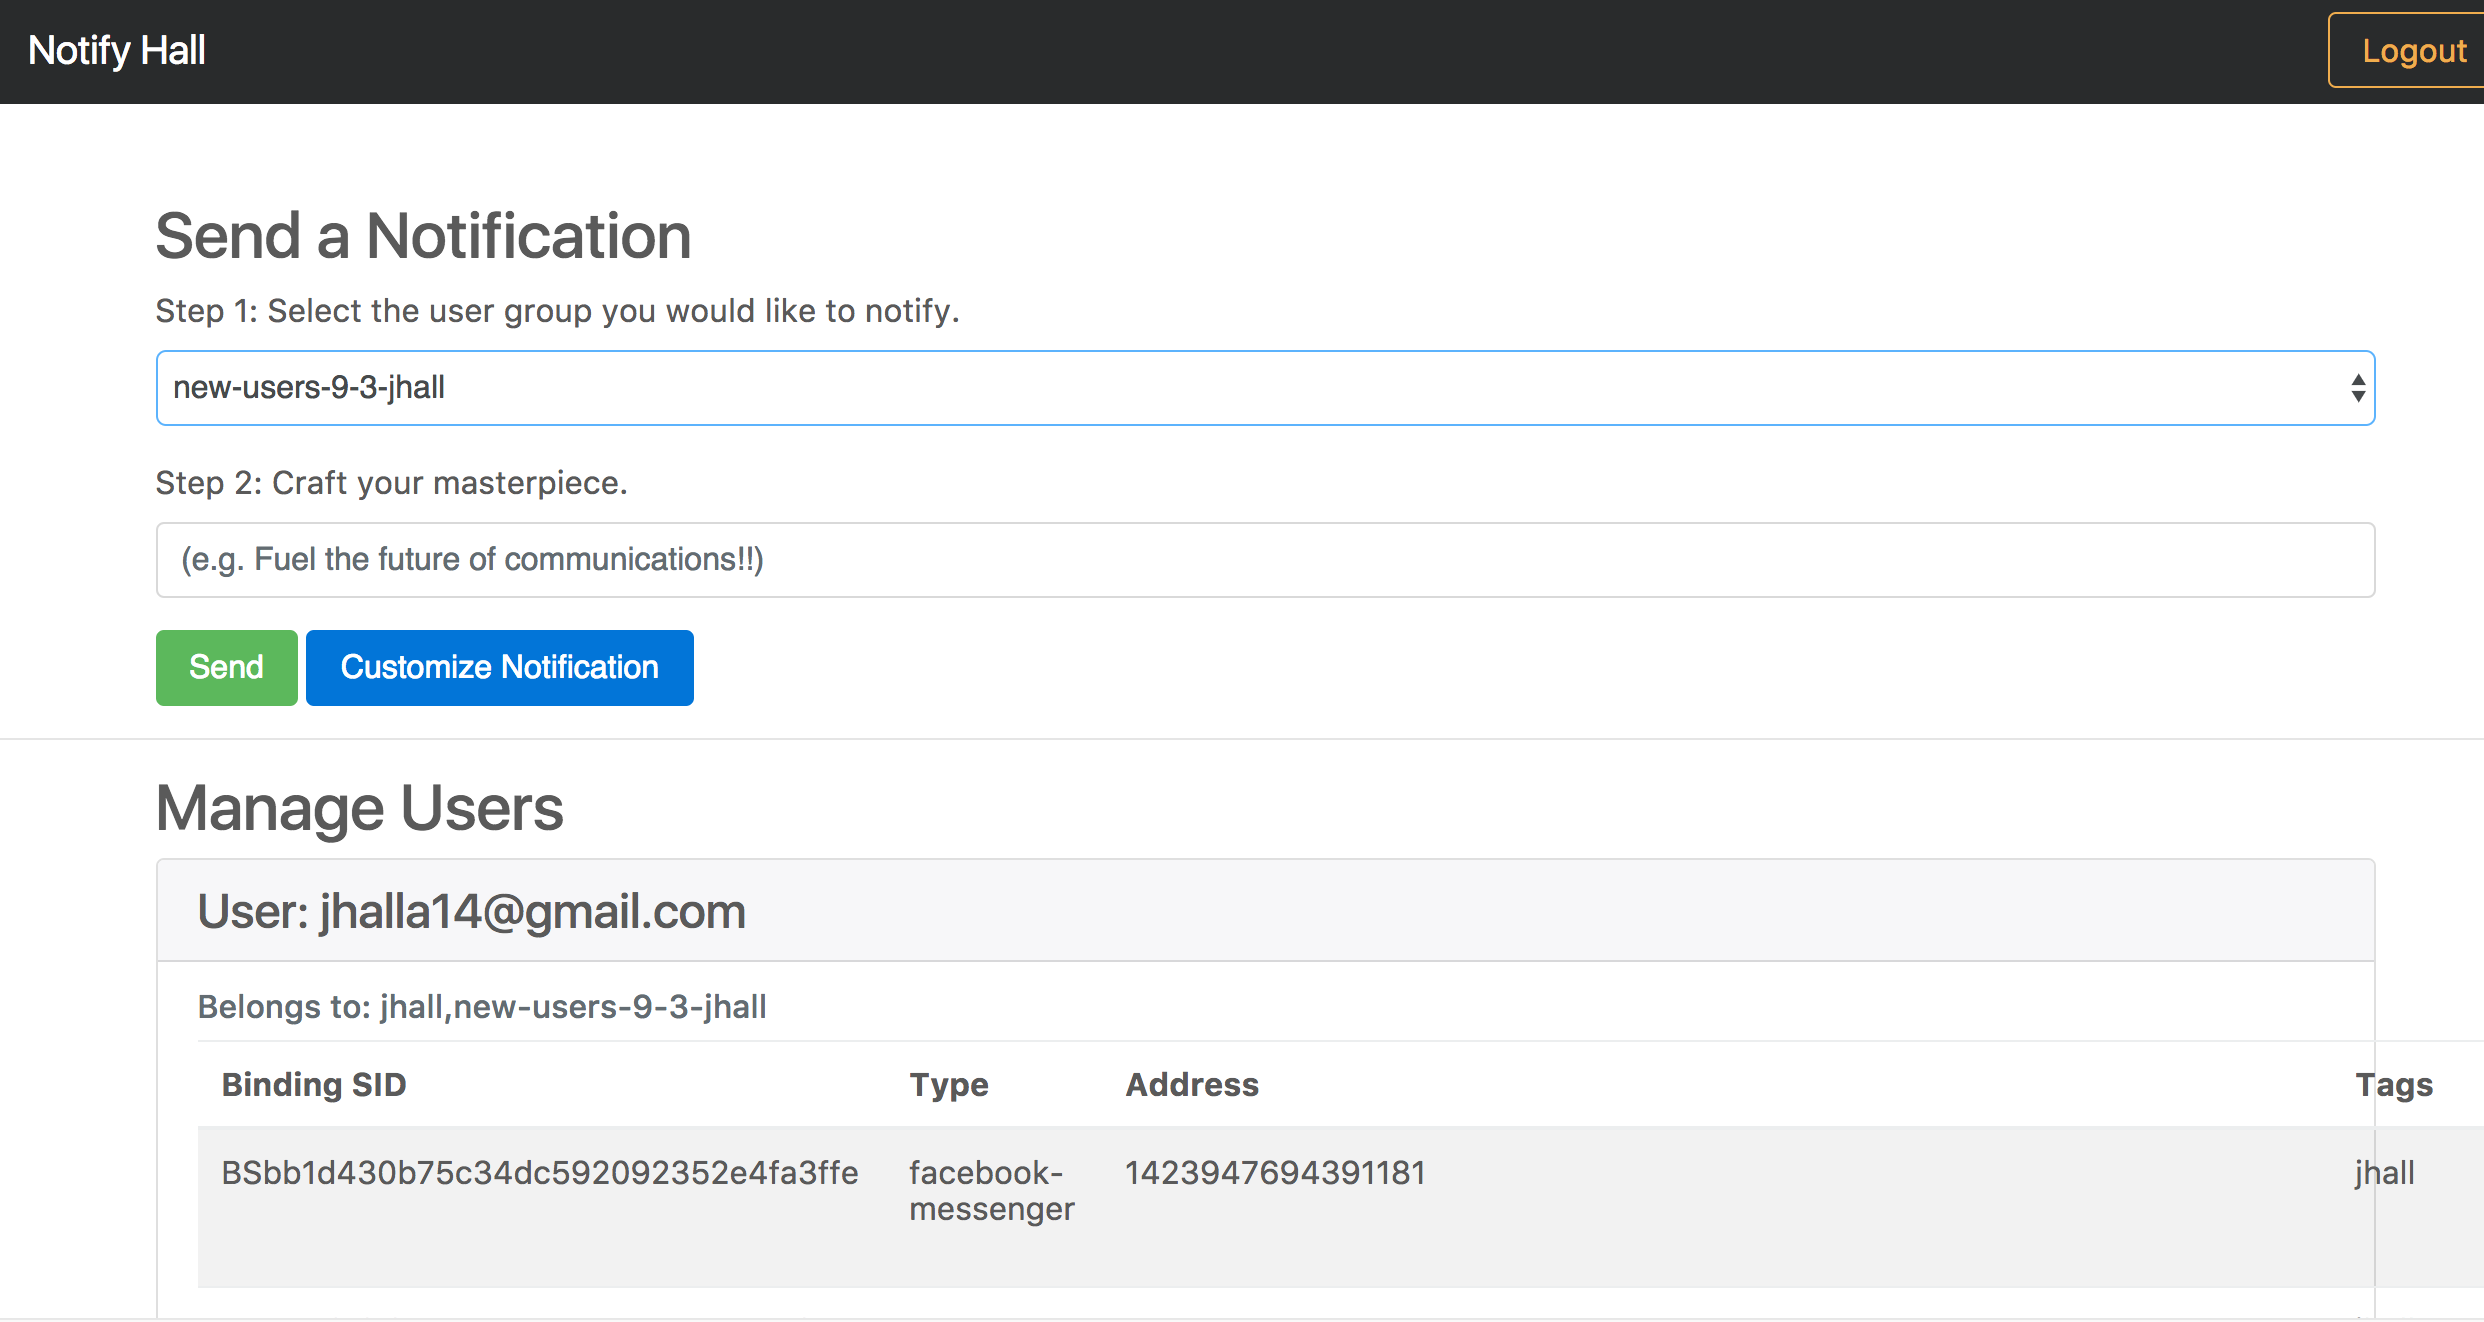 Notify Hall
Logout
Send a Notification
Step 1: Select the user group you would like to notify.
new-users-9-3-jhall
Step 2: Craft your masterpiece.
(e.g. Fuel the future of communications!!)
Send
Customize Notification
Manage Users
User: jhalla14@gmail.com
Belongs to: jhall,new-users-9-3-jhall
Binding SID Type Address Tags
BSbb1d430b75c34dc592092352e4fa3ffe facebook- 1423947694391181 jhall
messenger